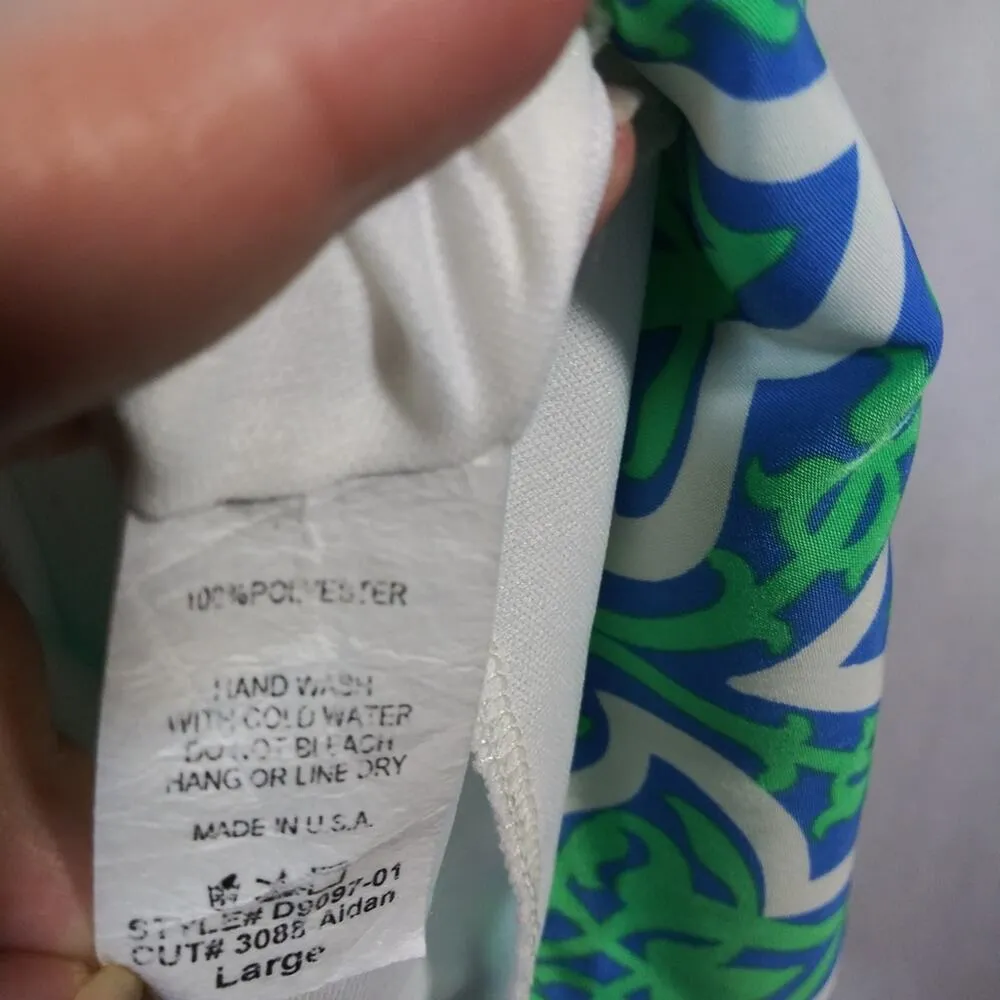 100% POLYESTER
HAND WASH
WITH COLD WATER
DO NOT BLEACH
HANG OR LINE DRY
MADE IN U.S.A.
STYLE# D9097-01
CUT# 3088 Aidan
Large